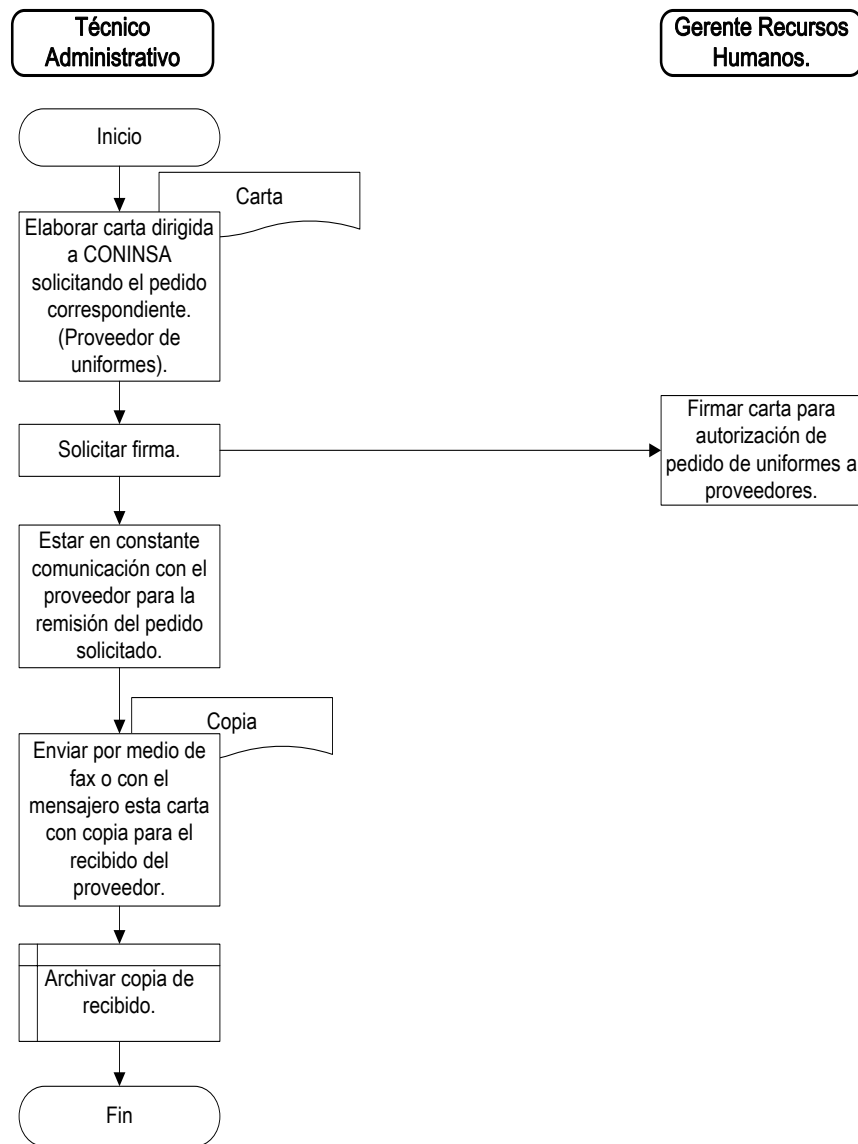 Técnico
Administrativo
Gerente Recursos
Humanos.
Inicio
Carta
Elaborar carta dirigida
a CONINSA
solicitando el pedido
correspondiente.
(Proveedor de
uniformes).
Solicitar firma.
Firmar carta para
autorización de
pedido de uniformes a
proveedores.
Estar en constante
comunicación con el
proveedor para la
remisión del pedido
solicitado.
Copia
Enviar por medio de
fax o con el
mensajero esta carta
con copia para el
recibido del
proveedor.
Archivar copia de
recibido.
Fin